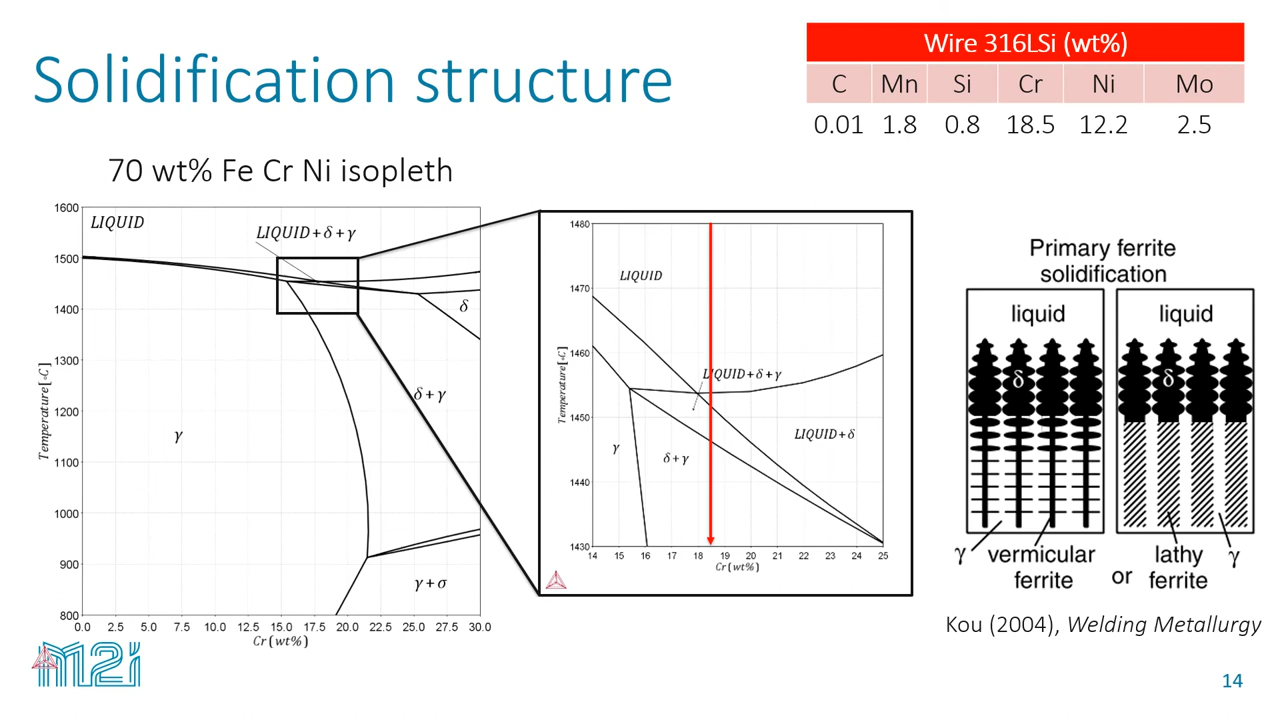 Solidification structure
Wire 316LSi (wt%)
C Mn Si Cr Ni Mo
0.01 1.8 0.8 18.5 12.2 2.5
70 wt% Fe Cr Ni isopleth
1600
1500
1400
1300
1200
1100
1000
900
800
Temperature[◦C]
LIQUID
LIQUID+δ+γ
δ
δ+γ
γ
γ+σ
0.0 2.5 5.0 7.5 10.0 12.5 15.0 17.5 20.0 22.5 25.0 27.5 30.0
Cr(wt%)
1480
1470
1460
1450
1440
1430
Temperature[◦C]
LIQUID
LIQUID+δ+γ
LIQUID+δ
γ
δ+γ
14 15 16 17 18 19 20 21 22 23 24 25
Cr(wt%)
Primary ferrite
solidification
liquid liquid
δ δ
γ vermicular ferrite or lathy ferrite γ
Kou (2004), Welding Metallurgy
M2i
14